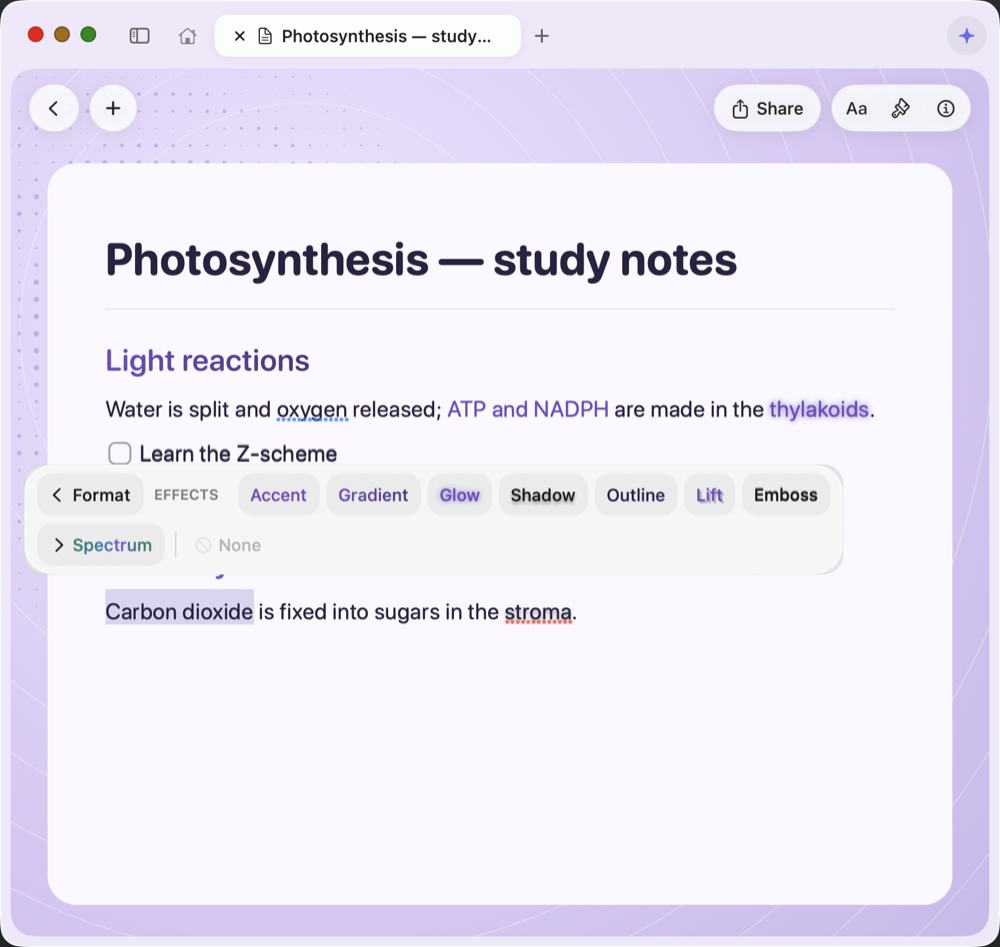 Photosynthesis — study...
Share
Aa
Photosynthesis — study notes
Light reactions
Water is split and oxygen released; ATP and NADPH are made in the thylakoids.
Learn the Z-scheme
Format EFFECTS Accent Gradient Glow Shadow Outline Lift Emboss
Spectrum None
Carbon dioxide is fixed into sugars in the stroma.